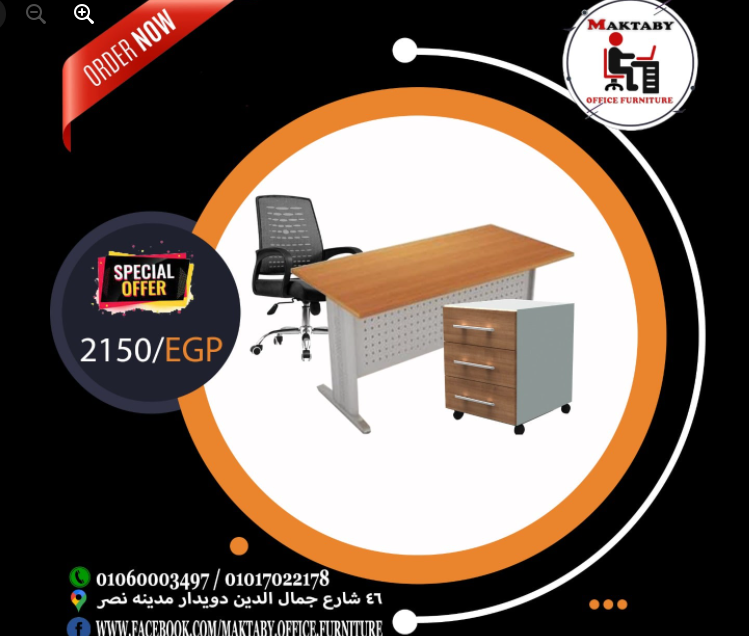 ORDER NOW
MAKTABY
OFFICE FURNITURE
SPECIAL
OFFER
2150/EGP
01060003497 / 01017022178
٤٦ شارع جمال الدين دويدار مدينه نصر
WWW.FACEBOOK.COM/MAKTABY.OFFICE.FURNITURE